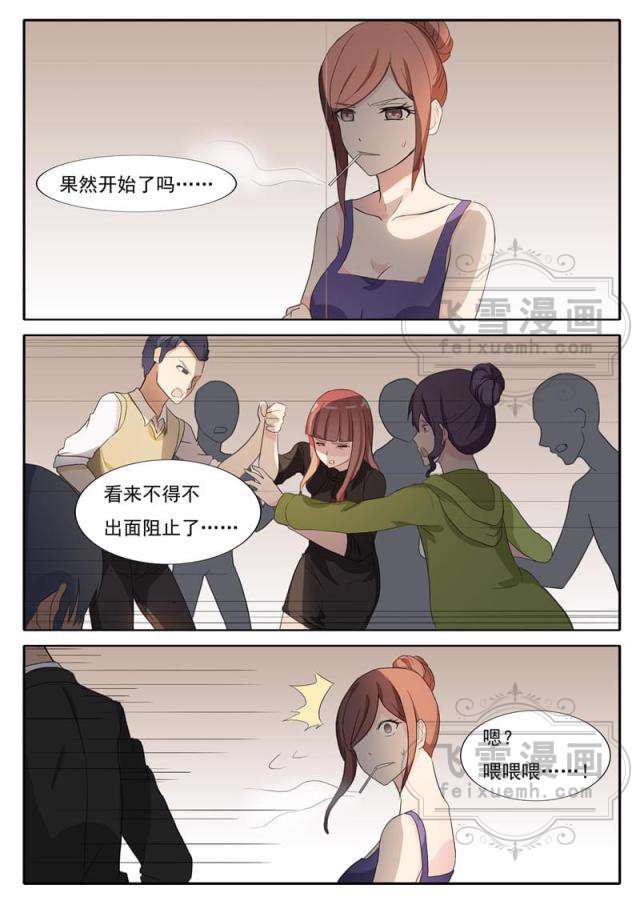 果然开始了吗……
飞雪漫画
feixuemh.com
看来不得不
出面阻止了……
嗯？
喂喂喂……！
飞雪漫画
feixuemh.com